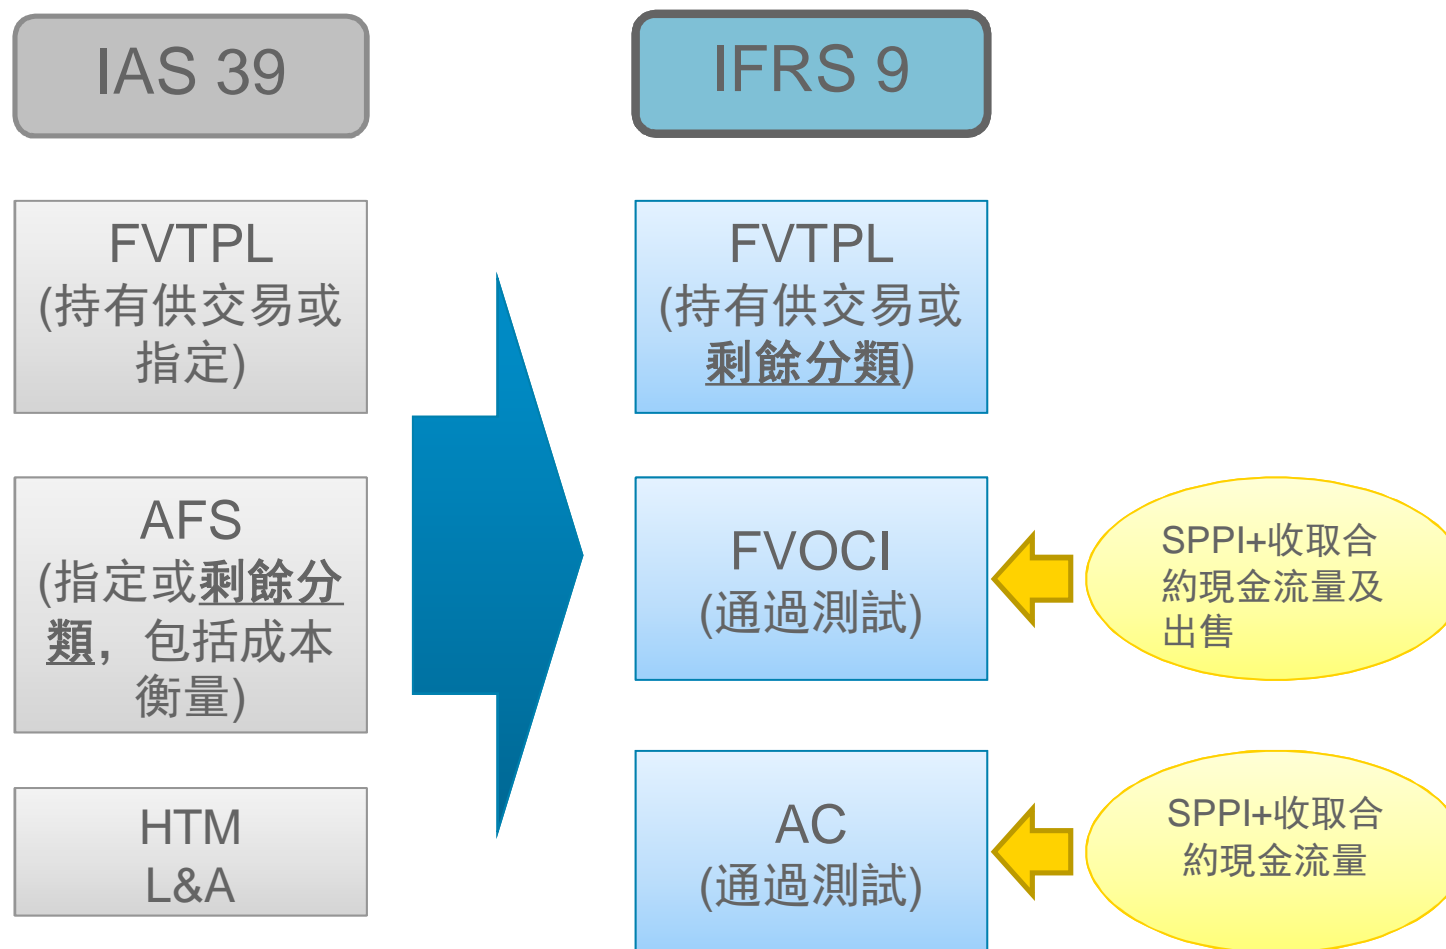 IAS 39
IFRS 9
FVTPL
(持有供交易或
指定)
FVTPL
(持有供交易或
剩餘分類)
AFS
(指定或剩餘分
類，包括成本
衡量)
FVOCI
(通過測試)
SPPI+收取合
約現金流量及
出售
HTM
L&A
AC
(通過測試)
SPPI+收取合
約現金流量